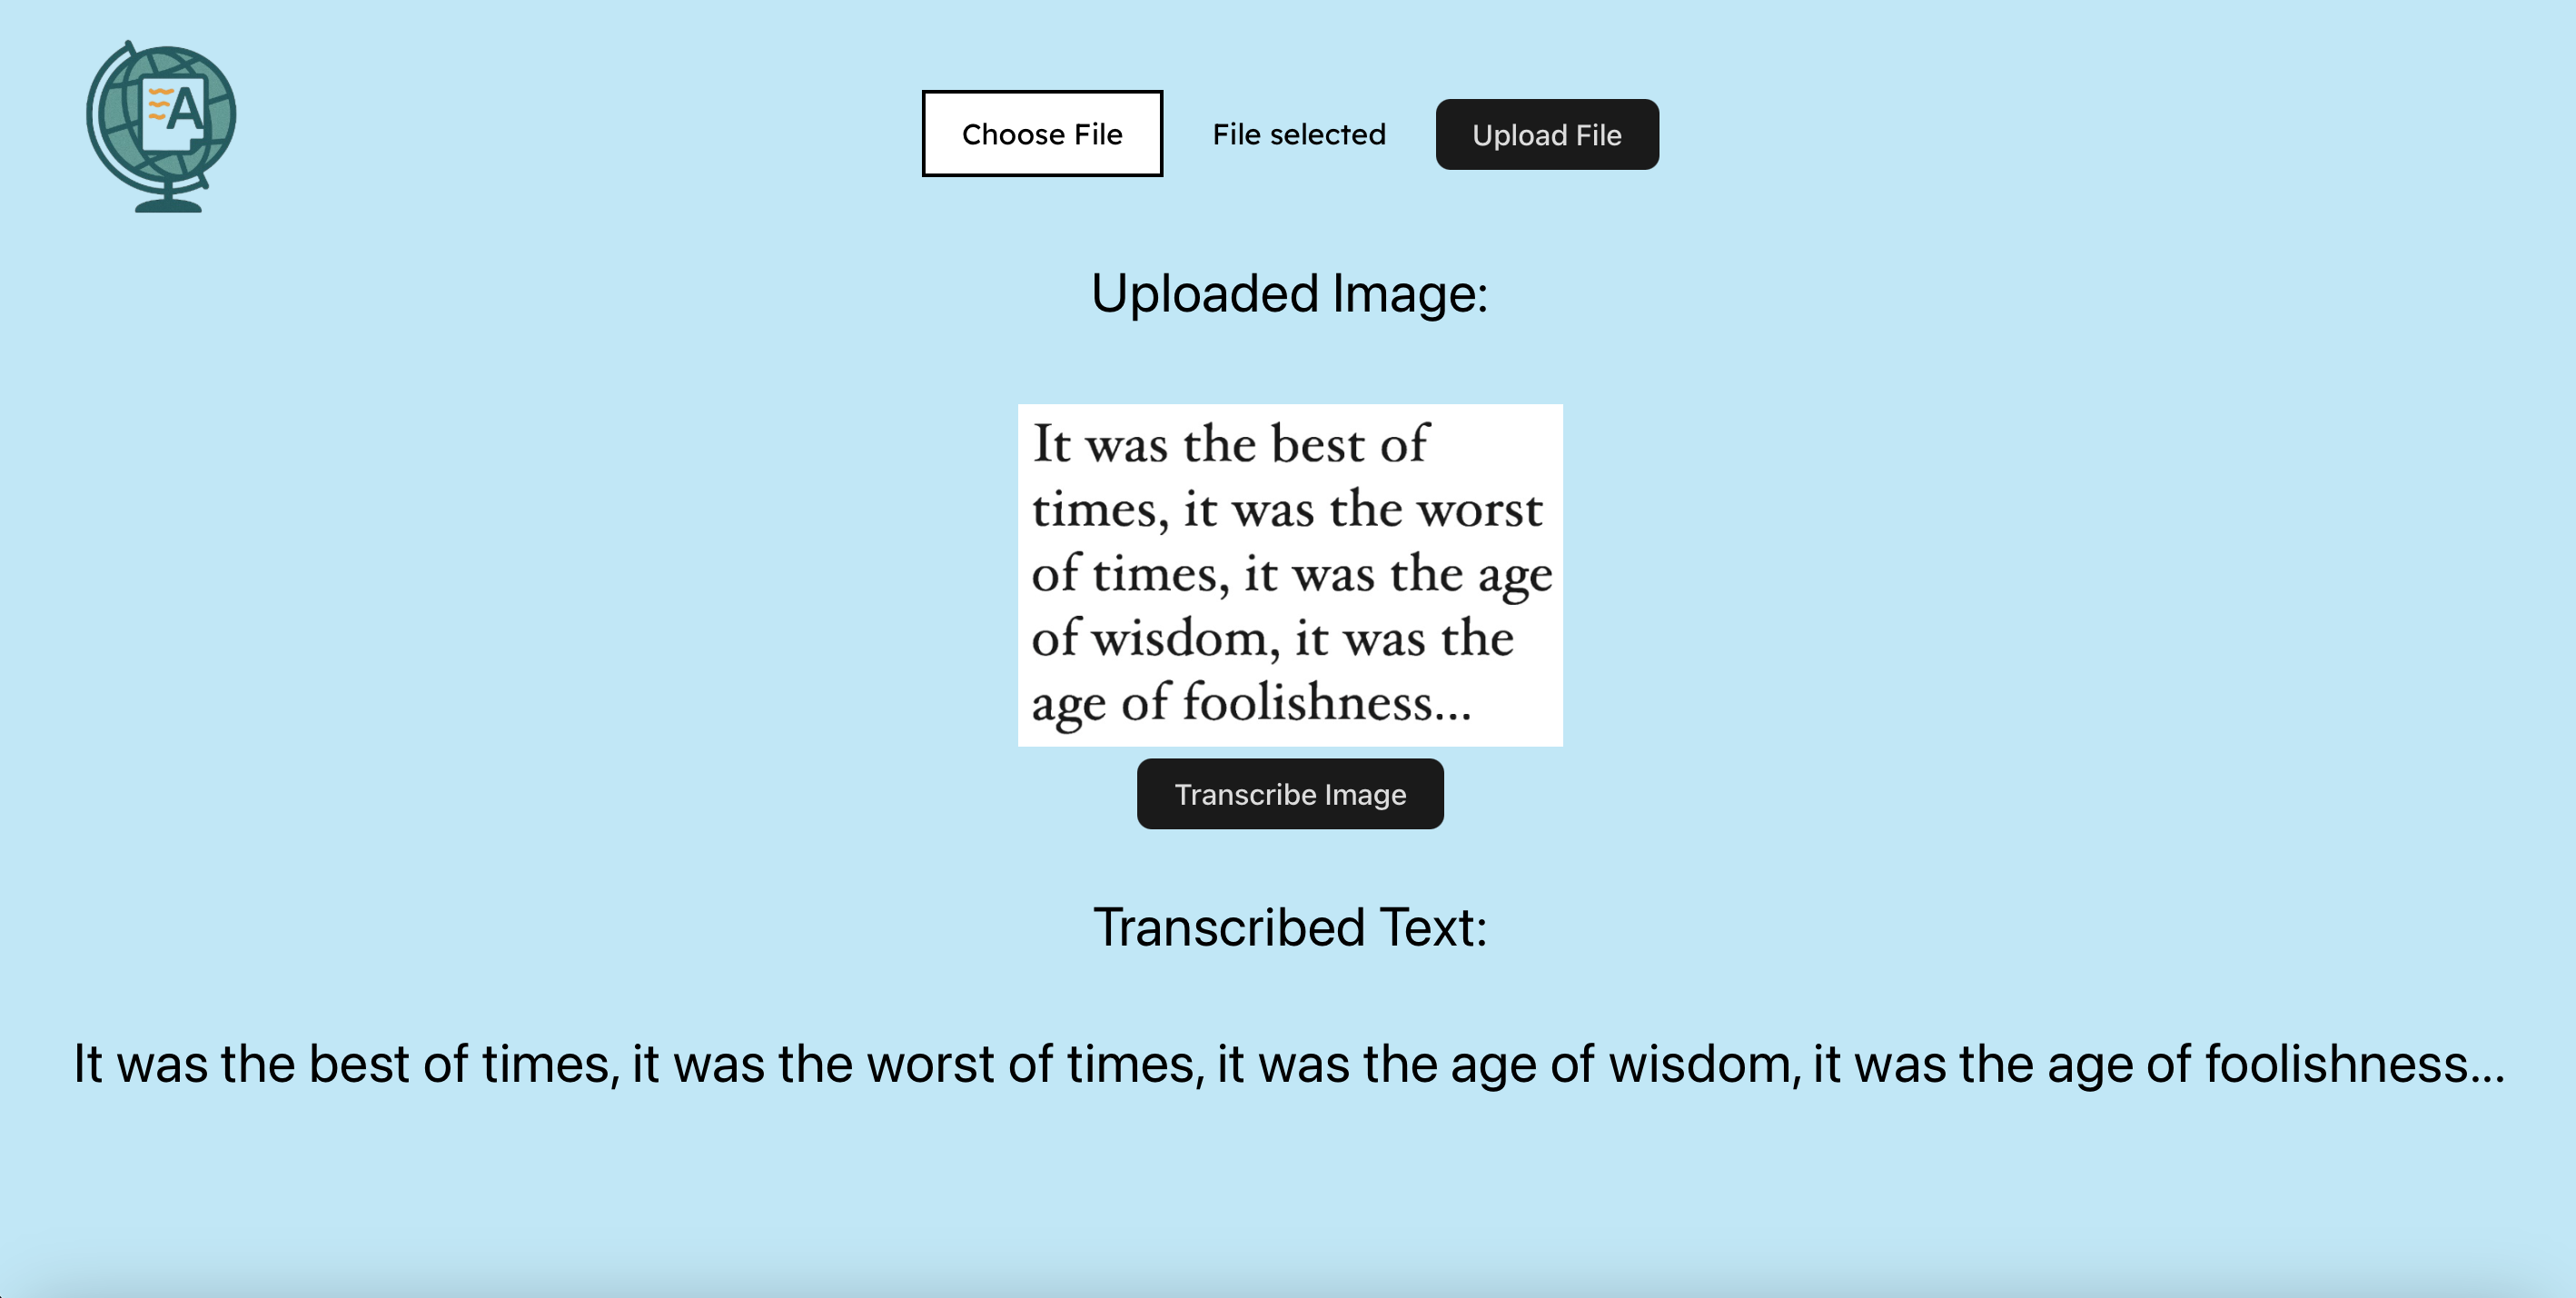 A
Choose File File selected Upload File
Uploaded Image:
It was the best of
times, it was the worst
of times, it was the age
of wisdom, it was the
age of foolishness...
Transcribe Image
Transcribed Text:
It was the best of times, it was the worst of times, it was the age of wisdom, it was the age of foolishness...